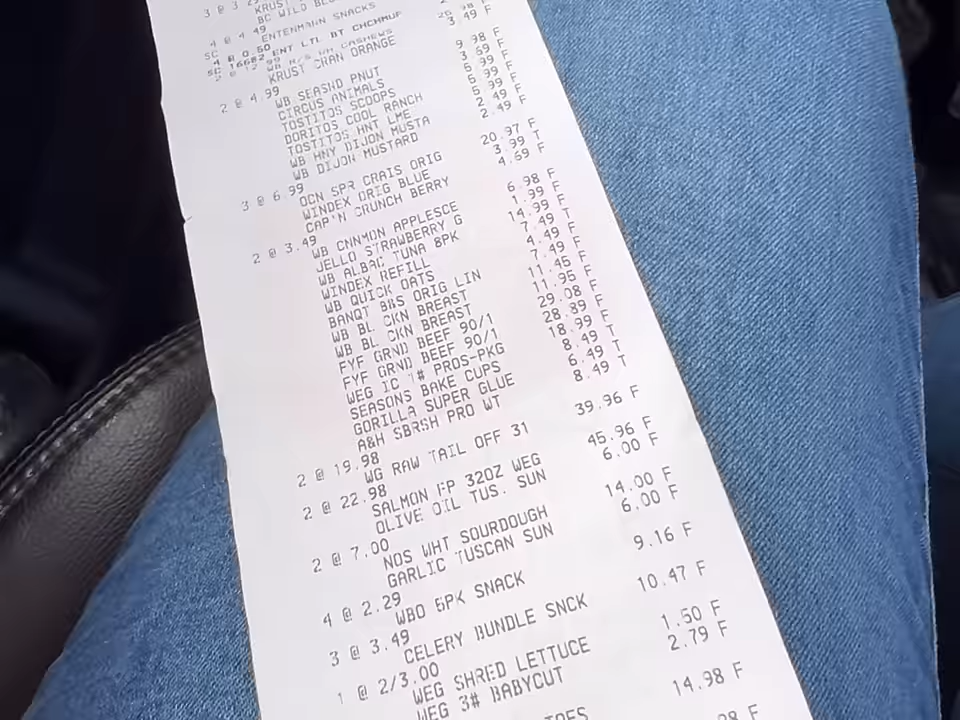 3 @ 3
KRUST
BC WILD
4 @ 4 49
ENTENMANN SNACKS
4 @ 0.50
SC 16682 ENT LTL BT CHCHMUF
KRUST CRAN ORANGE 3 49 F
2 @ 4.99
WB SEASND PNUT 9 98 F
CIRCUS ANIMALS 3 69 F
TOSTITOS SCOOPS 6 99 F
DORITOS COOL RANCH 6 99 F
TOSTITOS HNT LME 5 99 F
WB HNY DIJON MUSTA 2 49 F
WB DIJON MUSTARD 2 49 F
3 @ 6.99
OCN SPR CRAIS ORIG 20.97 F
WINDEX ORIG BLUE 3.99 T
CAP'N CRUNCH BERRY 4.69 F
2 @ 3.49
WB CNNMON APPLESCE 6.98 F
JELLO STRAWBERRY G 1.99 F
WB ALBAC TUNA 8PK 14.99 F
WINDEX REFILL 7.49 T
WB QUICK OATS 4.49 F
BANQT B&S ORIG LIN 7.49 F
WB BL CKN BREAST 11.45 F
WB BL CKN BREAST 11.95 F
FYF GRND BEEF 90/1 29.08 F
FYF GRND BEEF 90/1 28.89 F
WEG IC 1# PROS-PKG 18.99 F
SEASONS BAKE CUPS 8.49 T
GORILLA SUPER GLUE 6.49 T
A&H SBRSH PRO WT 8.49 T
2 @ 19.98
WG RAW TAIL OFF 31 39.96 F
2 @ 22.98
SALMON FP 32OZ WEG 45.96 F
OLIVE OIL TUS. SUN 6.00 F
2 @ 7.00
NOS WHT SOURDOUGH 14.00 F
GARLIC TUSCAN SUN 6.00 F
4 @ 2.29
WBO 6PK SNACK 9.16 F
3 @ 3.49
CELERY BUNDLE SNCK 10.47 F
1 @ 2/3.00
WEG SHRED LETTUCE 1.50 F
WEG 3# BABYCUT 2.79 F
14.98 F